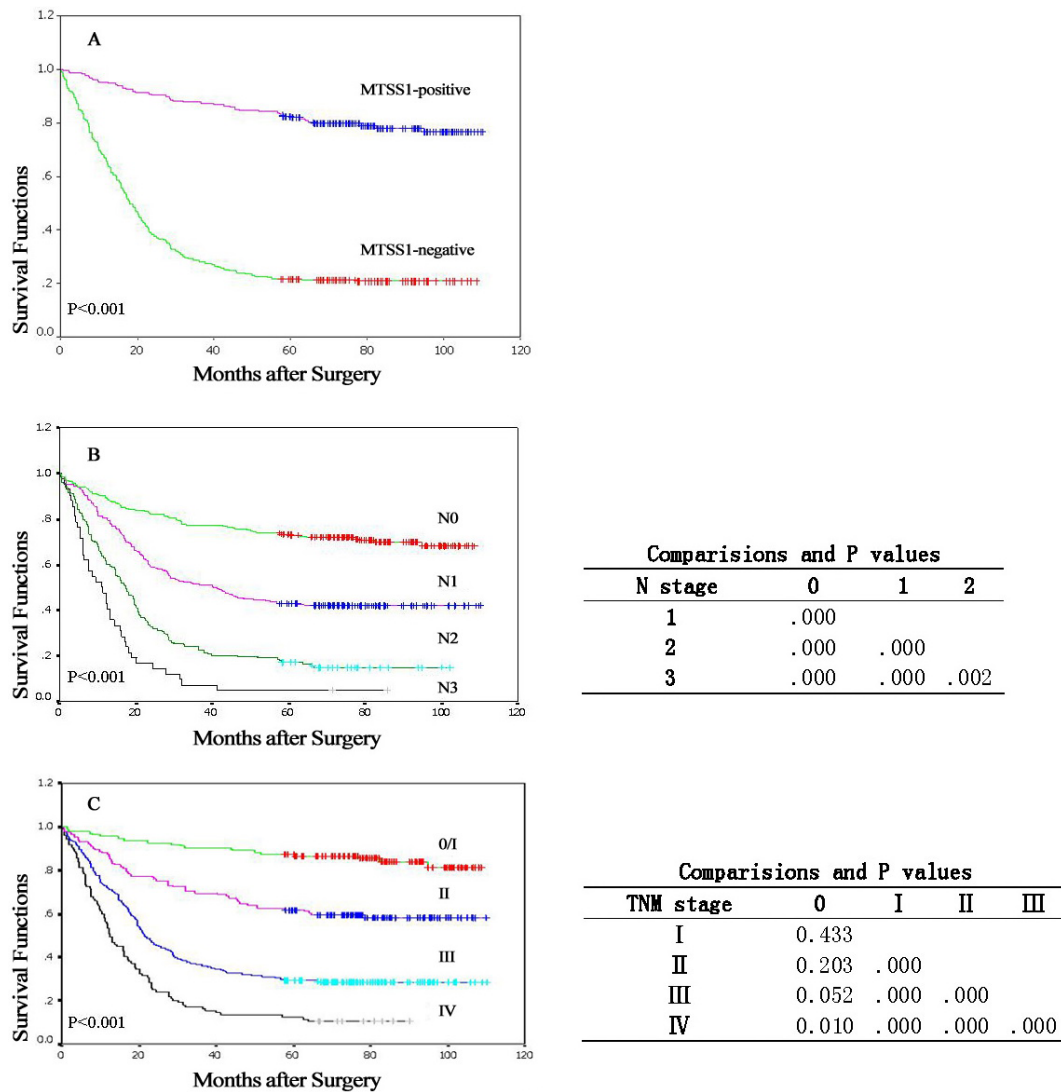 1.2
A
1.0
MTSS1-positive
.8
.6
.4
MTSS1-negative
.2
P<0.001
0.0
0 20 40 60 80 100 120
Survival Functions
Months after Surgery
1.2
B
1.0
N0
.8
.6
N1
.4
N2
.2
P<0.001
N3
0.0
0 20 40 60 80 100 120
Survival Functions
Months after Surgery
Comparisions and P values
N stage 0 1 2
1 .000
2 .000 .000
3 .000 .000 .002
1.2
C
1.0
0/I
.8
II
.6
.4
III
.2
IV
P<0.001
0.0
0 20 40 60 80 100 120
Survival Functions
Months after Surgery
Comparisions and P values
TNM stage 0 I II III
I 0.433
II 0.203 .000
III 0.052 .000 .000
IV 0.010 .000 .000 .000